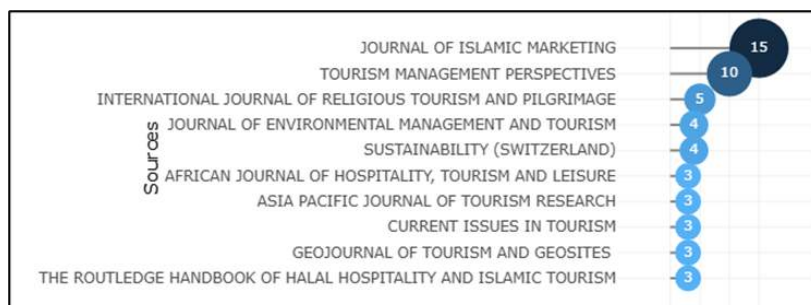 JOURNAL OF ISLAMIC MARKETING 15
TOURISM MANAGEMENT PERSPECTIVES 10
INTERNATIONAL JOURNAL OF RELIGIOUS TOURISM AND PILGRIMAGE 5
JOURNAL OF ENVIRONMENTAL MANAGEMENT AND TOURISM 4
SUSTAINABILITY (SWITZERLAND) 4
AFRICAN JOURNAL OF HOSPITALITY, TOURISM AND LEISURE 3
ASIA PACIFIC JOURNAL OF TOURISM RESEARCH 3
CURRENT ISSUES IN TOURISM 3
GEOJOURNAL OF TOURISM AND GEOSITES 3
THE ROUTLEDGE HANDBOOK OF HALAL HOSPITALITY AND ISLAMIC TOURISM 3
Sources